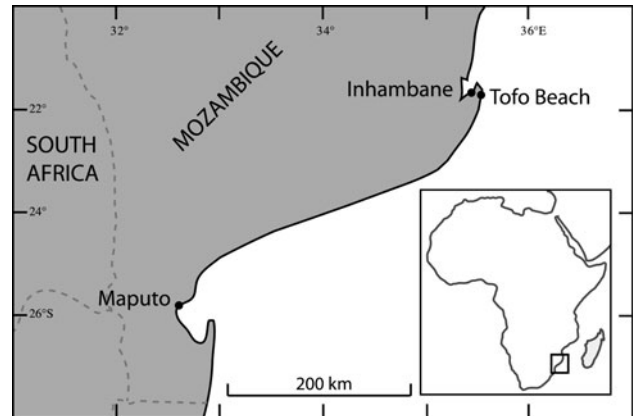 32°
34°
36°E
MOZAMBIQUE
Inhambane
Tofo Beach
22°
SOUTH
AFRICA
24°
Maputo
26°S
200 km